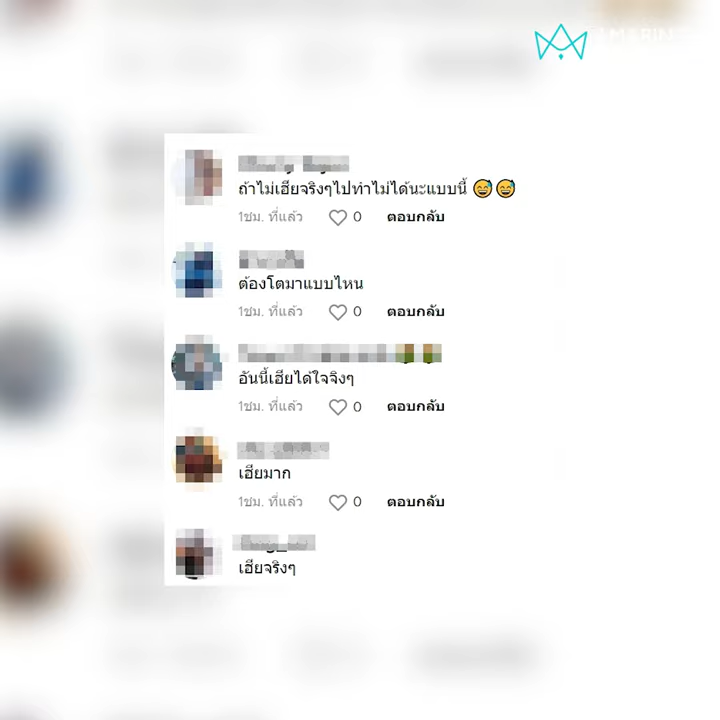 AMARIN
ถ้าไม่เฮียจริงๆไปทำไม่ได้นะแบบนี้ 😅😅
1ชม. ที่แล้ว 0 ตอบกลับ
ต้องโตมาแบบไหน
1ชม. ที่แล้ว 0 ตอบกลับ
อันนี้เฮียได้ใจจิงๆ
1ชม. ที่แล้ว 0 ตอบกลับ
เฮียมาก
1ชม. ที่แล้ว 0 ตอบกลับ
เฮียจริงๆ